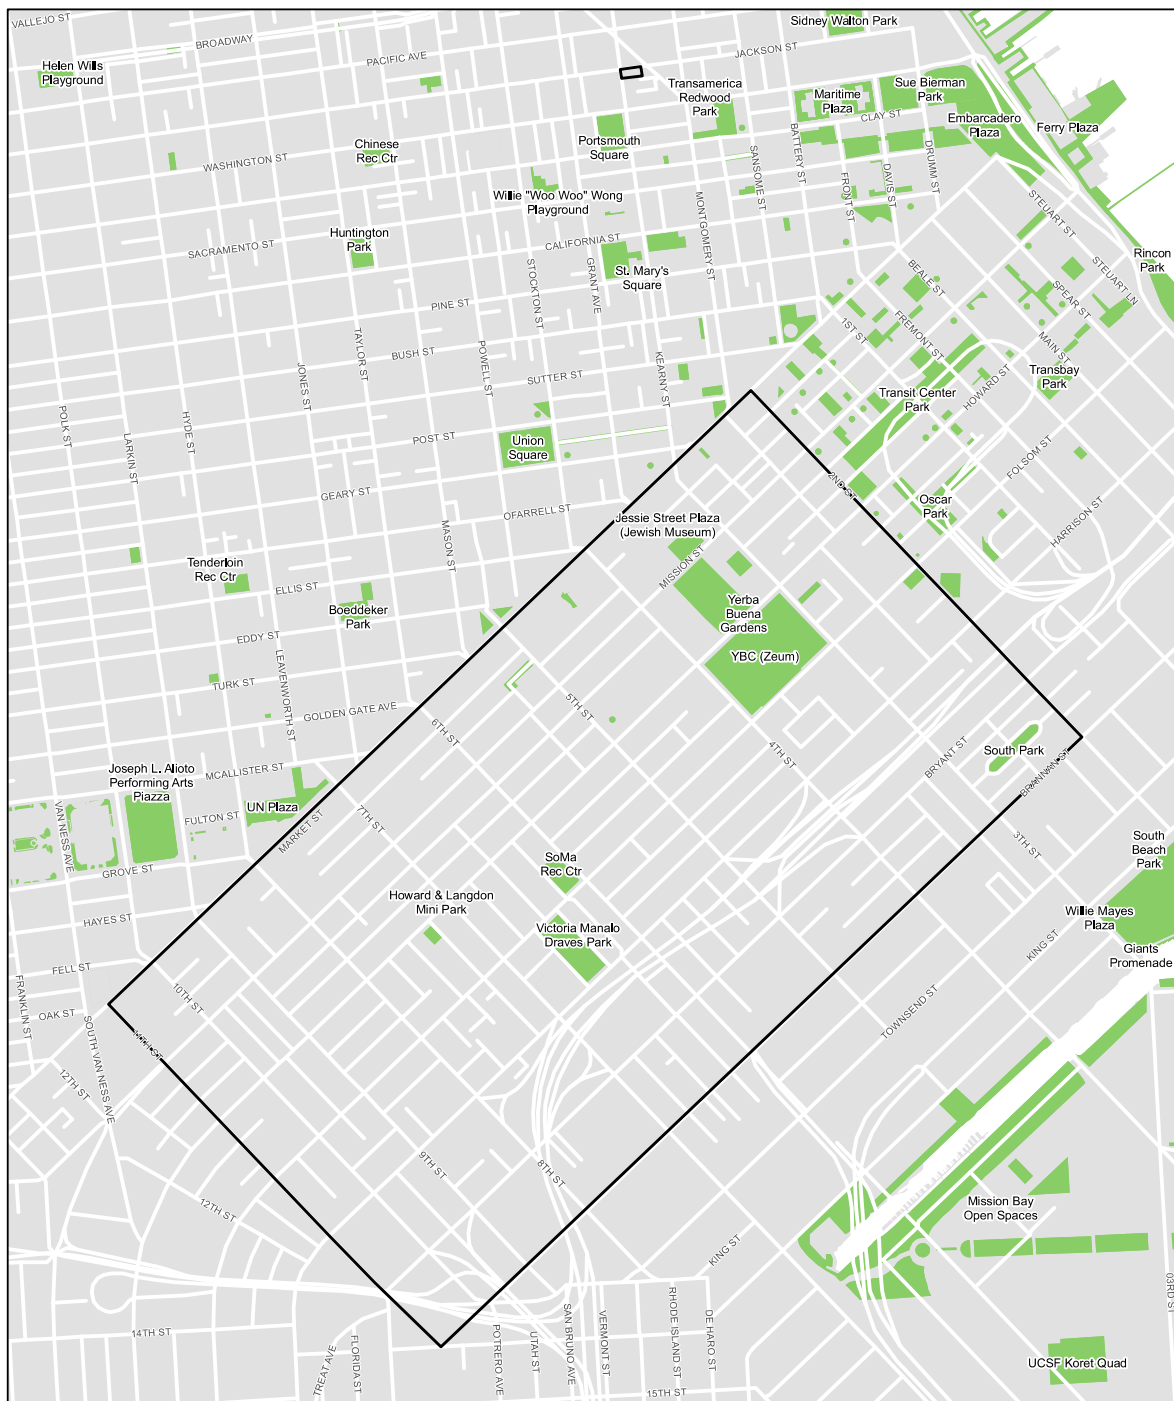 VALLEJO ST
BROADWAY
PACIFIC AVE
Sidney Walton Park
JACKSON ST
Helen Wills
Playground
Transamerica
Redwood
Park
Maritime
Plaza
Sue Bierman
Park
CLAY ST
Embarcadero
Plaza
Ferry Plaza
WASHINGTON ST
Chinese
Rec Ctr
Portsmouth
Square
SANSOME ST
BATTERY ST
FRONT ST
DAVIS ST
DRUMM ST
Willie "Woo Woo" Wong
Playground
MONTGOMERY ST
STEUART ST
SACRAMENTO ST
Huntington
Park
CALIFORNIA ST
St. Mary's
Square
STOCKTON ST
GRANT AVE
Rincon
Park
STEUART LN
BEALE ST
SPEAR ST
PINE ST
FREMONT ST
1ST ST
MAIN ST
TAYLOR ST
BUSH ST
POWELL ST
KEARNY ST
JONES ST
SUTTER ST
Transbay
Park
HOWARD ST
Transit Center
Park
POLK ST
LARKIN ST
HYDE ST
POST ST
Union
Square
FOLSOM ST
GEARY ST
2ND ST
Oscar
Park
HARRISON ST
OFARRELL ST
MASON ST
Jessie Street Plaza
(Jewish Museum)
MISSION ST
Tenderloin
Rec Ctr
ELLIS ST
Boeddeker
Park
Yerba
Buena
Gardens
EDDY ST
YBC (Zeum)
LEAVENWORTH ST
TURK ST
GOLDEN GATE AVE
5TH ST
6TH ST
4TH ST
BRYANT ST
South Park
BRANNAN ST
Joseph L. Alioto
Performing Arts
Piazza
MCALLISTER ST
UN Plaza
FULTON ST
VAN NESS AVE
MARKET ST
7TH ST
3TH ST
South
Beach
Park
GROVE ST
SoMa
Rec Ctr
Howard & Langdon
Mini Park
HAYES ST
Victoria Manalo
Draves Park
Willie Mayes
Plaza
KING ST
Giants
Promenade
FELL ST
FRANKLIN ST
10TH ST
OAK ST
SOUTH VAN NESS AVE
11TH ST
TOWNSEND ST
12TH ST
9TH ST
8TH ST
12TH ST
Mission Bay
Open Spaces
KING ST
03RD ST
14TH ST
TREAT AVE
FLORIDA ST
POTRERO AVE
UTAH ST
SAN BRUNO AVE
VERMONT ST
RHODE ISLAND ST
DE HARO ST
UCSF Koret Quad
15TH ST